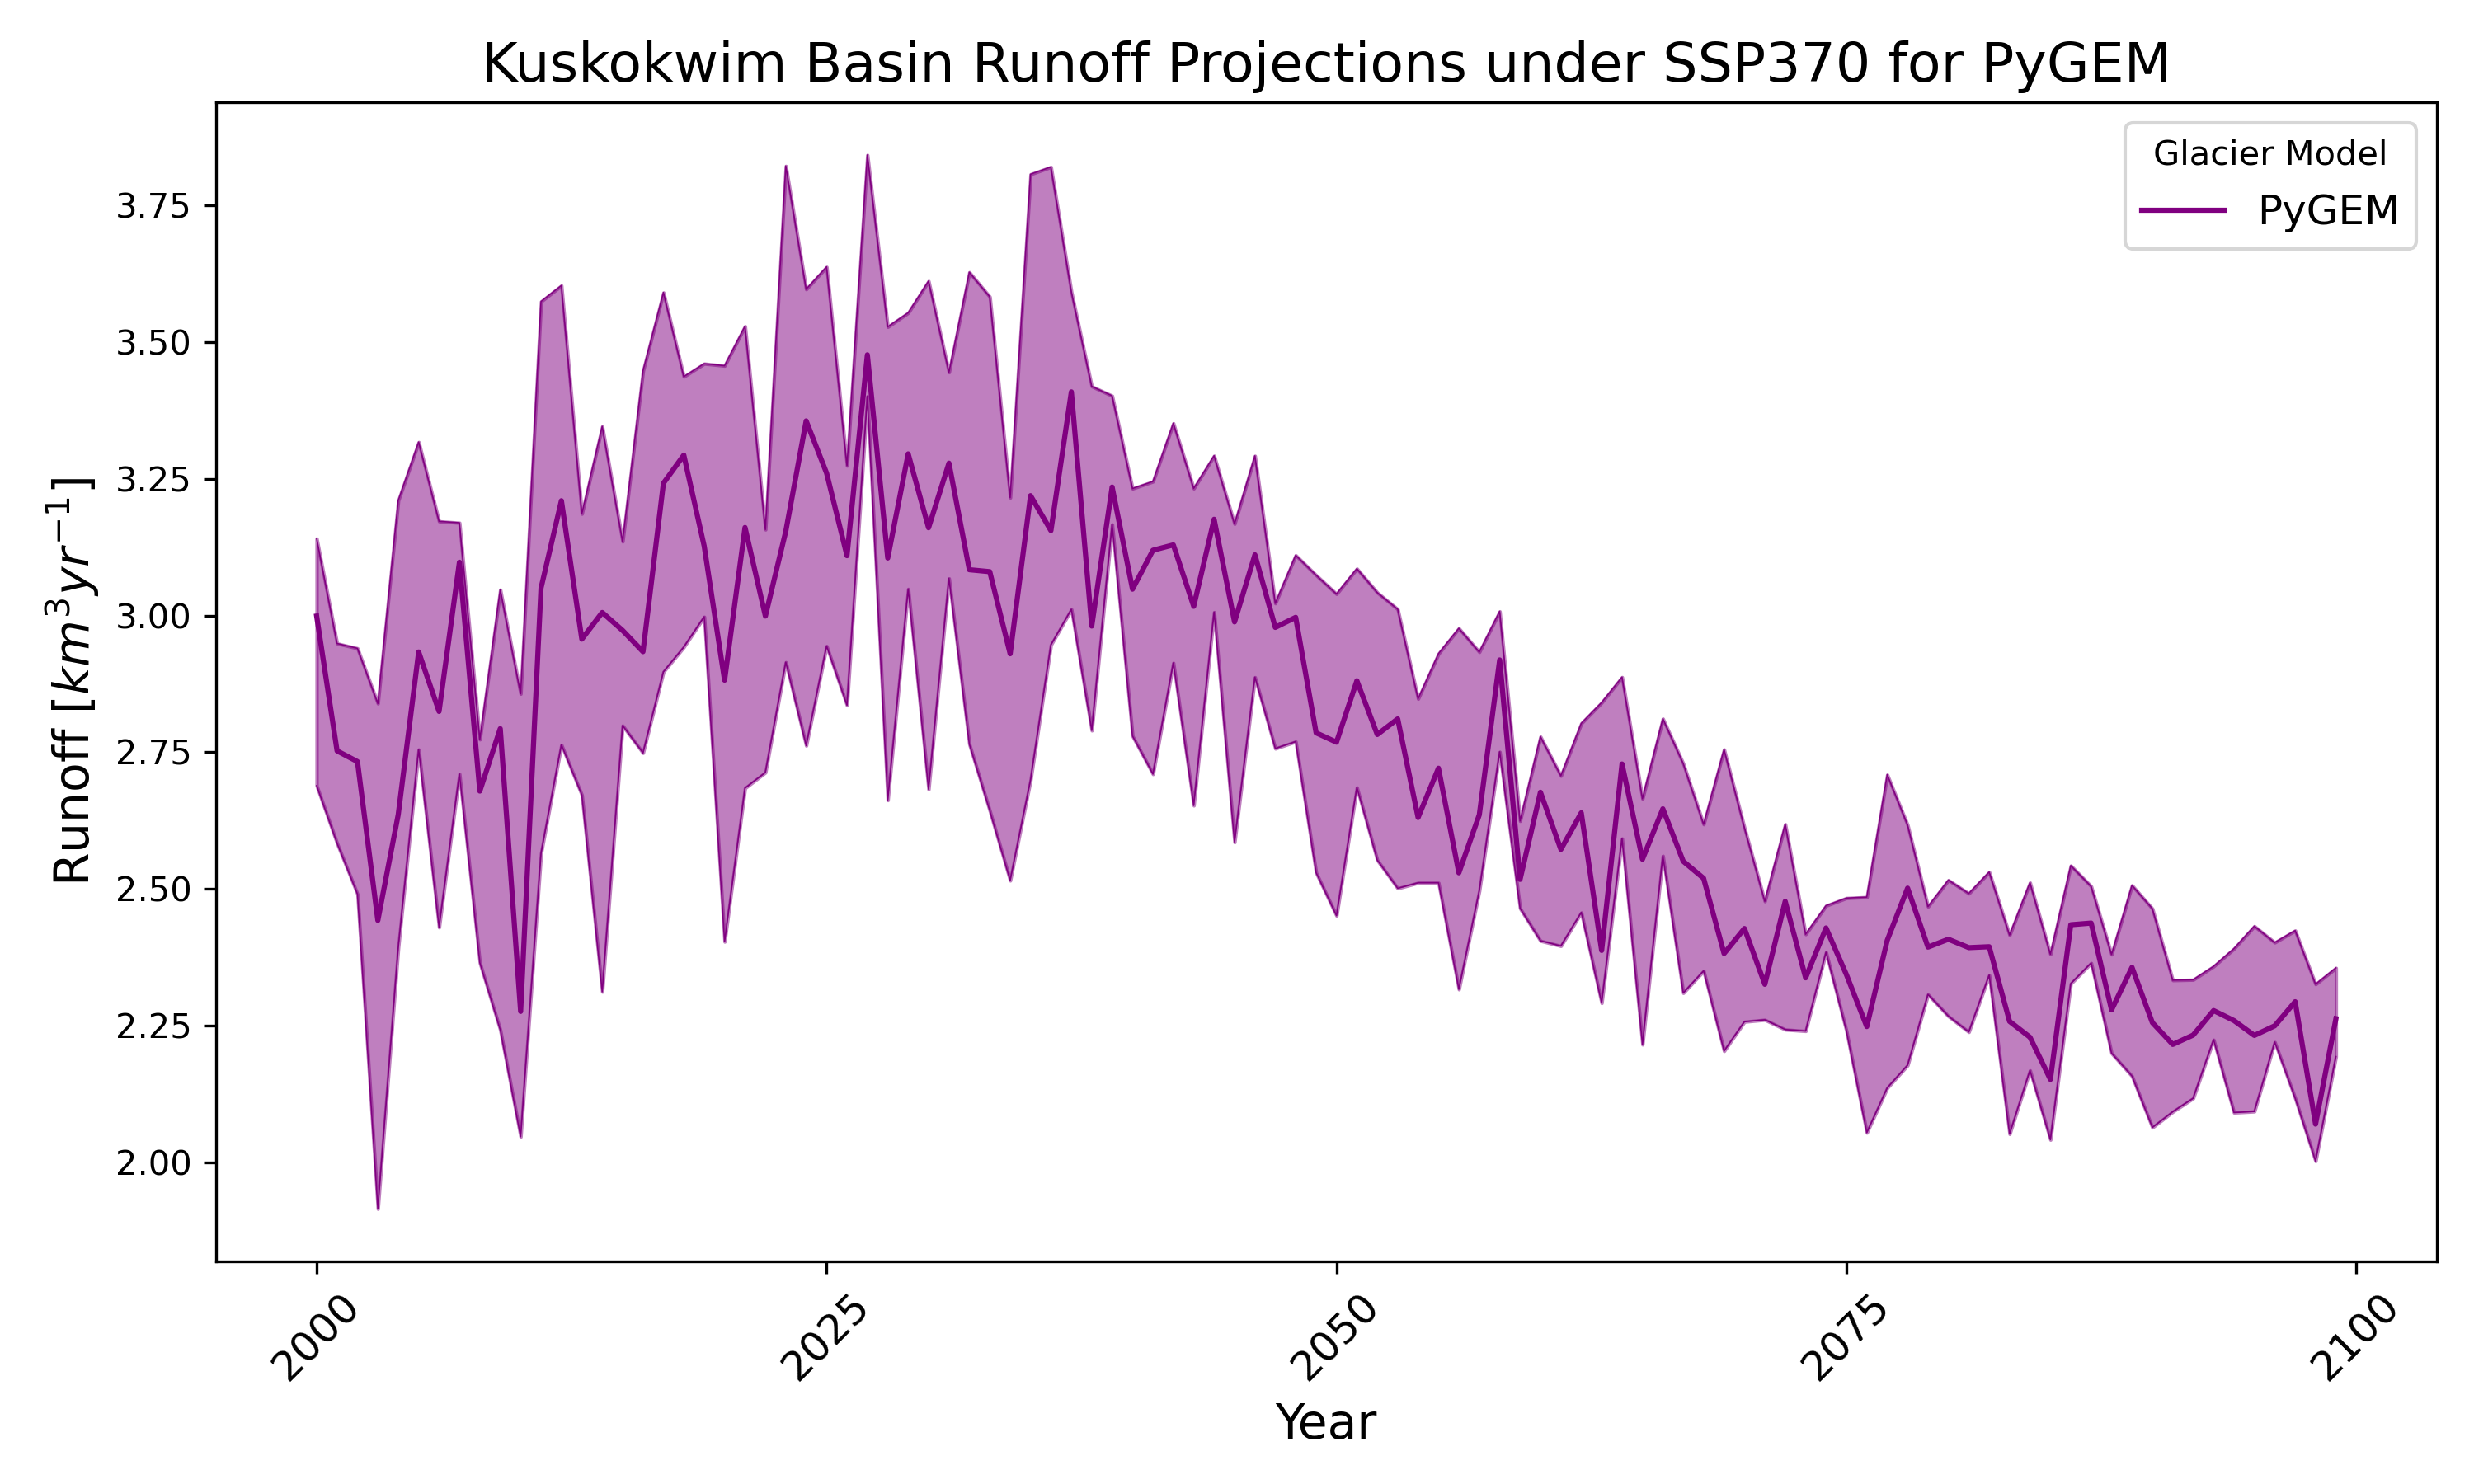 Kuskokwim Basin Runoff Projections under SSP370 for PyGEM
Glacier Model
PyGEM
Runoff [km³yr⁻¹]
3.75
3.50
3.25
3.00
2.75
2.50
2.25
2.00
2000
2025
2050
2075
2100
Year